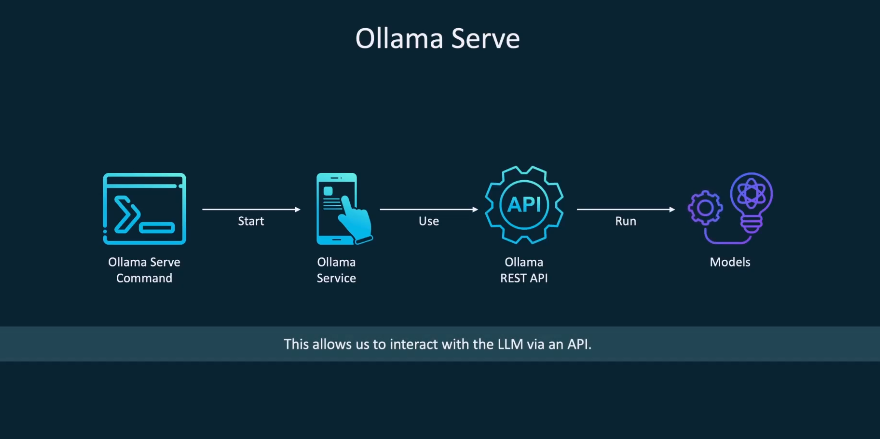 Ollama Serve
API
Start
Use
Run
Ollama Serve
Command
Ollama
Service
Ollama
REST API
Models
This allows us to interact with the LLM via an API.